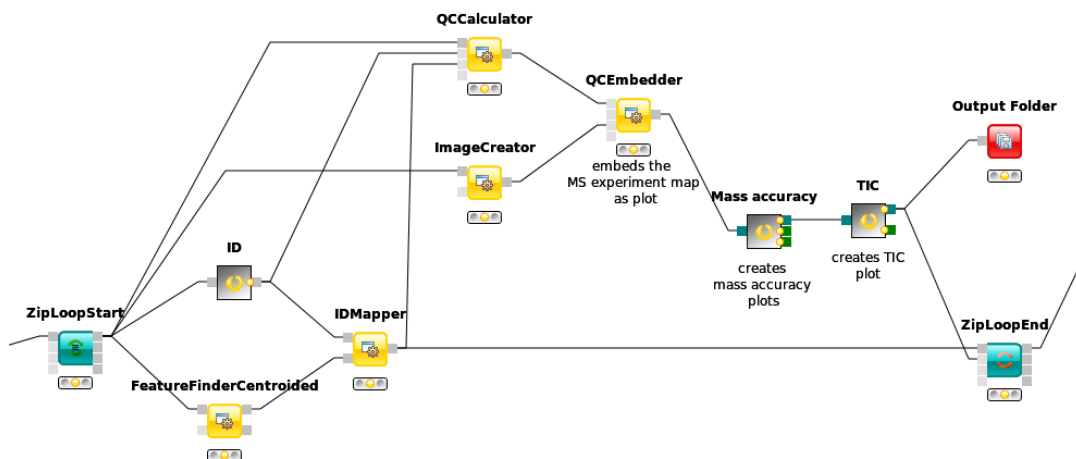 QCCalculator
QCEmbedder
Output Folder
ImageCreator
embeds the
MS experiment map
as plot
Mass accuracy
TIC
ID
creates
mass accuracy
plots
creates TIC
plot
ZipLoopStart
IDMapper
ZipLoopEnd
FeatureFinderCentroided